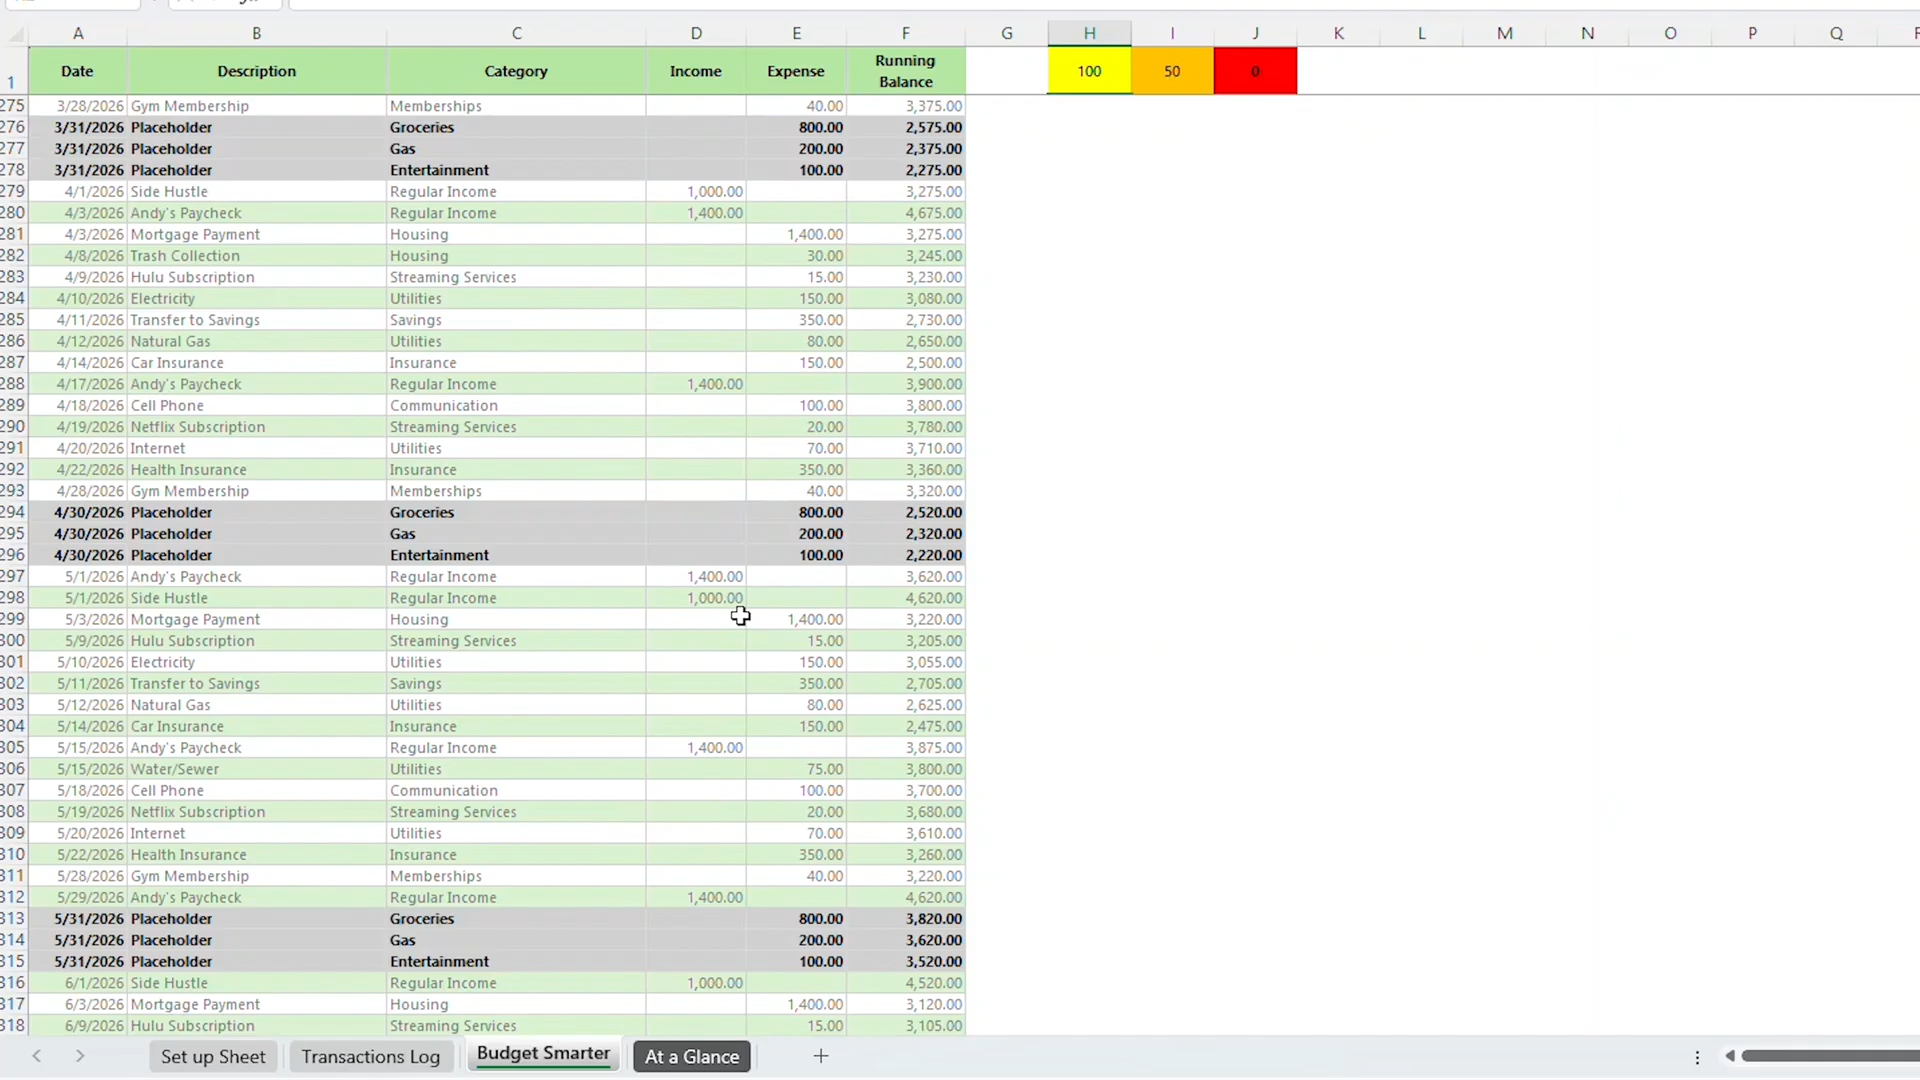 A B C D E F G H I J K L M N O P Q
1 Date Description Category Income Expense Running Balance 100 50 0
275 3/28/2026 Gym Membership Memberships 40.00 3,375.00
276 3/31/2026 Placeholder Groceries 800.00 2,575.00
277 3/31/2026 Placeholder Gas 200.00 2,375.00
278 3/31/2026 Placeholder Entertainment 100.00 2,275.00
279 4/1/2026 Side Hustle Regular Income 1,000.00 3,275.00
280 4/3/2026 Andy's Paycheck Regular Income 1,400.00 4,675.00
281 4/3/2026 Mortgage Payment Housing 1,400.00 3,275.00
282 4/8/2026 Trash Collection Housing 30.00 3,245.00
283 4/9/2026 Hulu Subscription Streaming Services 15.00 3,230.00
284 4/10/2026 Electricity Utilities 150.00 3,080.00
285 4/11/2026 Transfer to Savings Savings 350.00 2,730.00
286 4/12/2026 Natural Gas Utilities 80.00 2,650.00
287 4/14/2026 Car Insurance Insurance 150.00 2,500.00
288 4/17/2026 Andy's Paycheck Regular Income 1,400.00 3,900.00
289 4/18/2026 Cell Phone Communication 100.00 3,800.00
290 4/19/2026 Netflix Subscription Streaming Services 20.00 3,780.00
291 4/20/2026 Internet Utilities 70.00 3,710.00
292 4/22/2026 Health Insurance Insurance 350.00 3,360.00
293 4/28/2026 Gym Membership Memberships 40.00 3,320.00
294 4/30/2026 Placeholder Groceries 800.00 2,520.00
295 4/30/2026 Placeholder Gas 200.00 2,320.00
296 4/30/2026 Placeholder Entertainment 100.00 2,220.00
297 5/1/2026 Andy's Paycheck Regular Income 1,400.00 3,620.00
298 5/1/2026 Side Hustle Regular Income 1,000.00 4,620.00
299 5/3/2026 Mortgage Payment Housing 1,400.00 3,220.00
300 5/9/2026 Hulu Subscription Streaming Services 15.00 3,205.00
301 5/10/2026 Electricity Utilities 150.00 3,055.00
302 5/11/2026 Transfer to Savings Savings 350.00 2,705.00
303 5/12/2026 Natural Gas Utilities 80.00 2,625.00
304 5/14/2026 Car Insurance Insurance 150.00 2,475.00
305 5/15/2026 Andy's Paycheck Regular Income 1,400.00 3,875.00
306 5/15/2026 Water/Sewer Utilities 75.00 3,800.00
307 5/18/2026 Cell Phone Communication 100.00 3,700.00
308 5/19/2026 Netflix Subscription Streaming Services 20.00 3,680.00
309 5/20/2026 Internet Utilities 70.00 3,610.00
310 5/22/2026 Health Insurance Insurance 350.00 3,260.00
311 5/28/2026 Gym Membership Memberships 40.00 3,220.00
312 5/29/2026 Andy's Paycheck Regular Income 1,400.00 4,620.00
313 5/31/2026 Placeholder Groceries 800.00 3,820.00
314 5/31/2026 Placeholder Gas 200.00 3,620.00
315 5/31/2026 Placeholder Entertainment 100.00 3,520.00
316 6/1/2026 Side Hustle Regular Income 1,000.00 4,520.00
317 6/3/2026 Mortgage Payment Housing 1,400.00 3,120.00
318 6/9/2026 Hulu Subscription Streaming Services 15.00 3,105.00
Set up Sheet Transactions Log Budget Smarter At a Glance